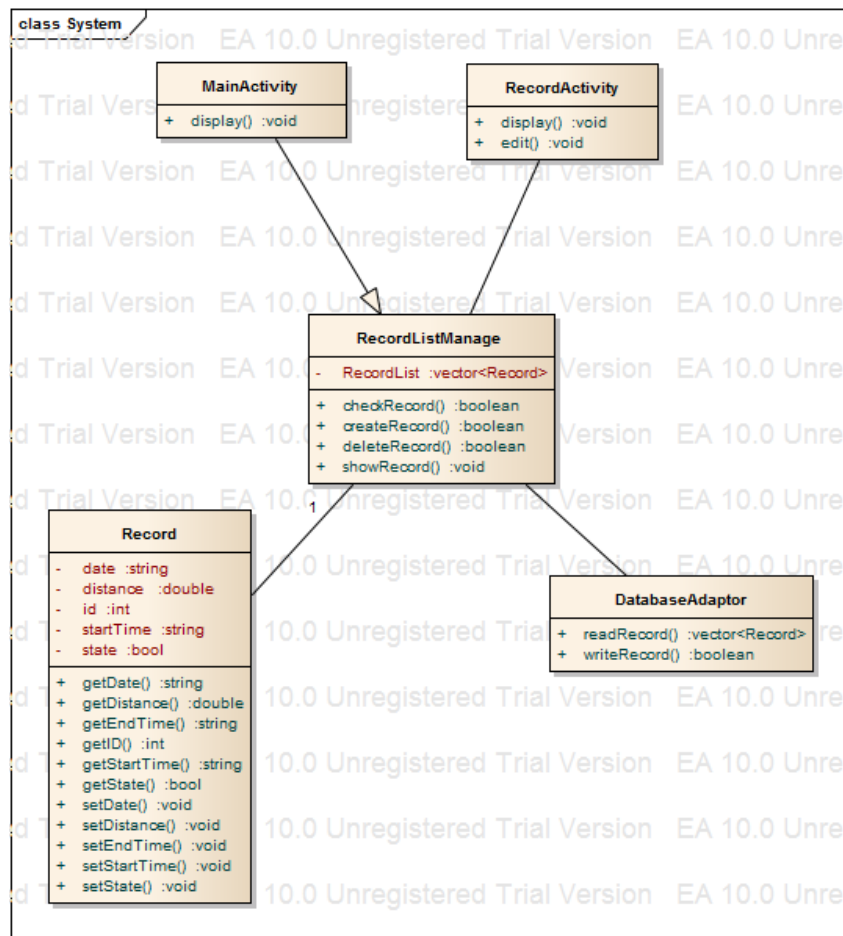 class System
EA 10.0 Unregistered Trial Version
MainActivity
+ display() :void
RecordActivity
+ display() :void
+ edit() :void
RecordListManage
- RecordList :vector<Record>
+ checkRecord() :boolean
+ createRecord() :boolean
+ deleteRecord() :boolean
+ showRecord() :void
1
Record
- date :string
- distance :double
- id :int
- startTime :string
- state :bool
+ getDate() :string
+ getDistance() :double
+ getEndTime() :string
+ getID() :int
+ getStartTime() :string
+ getState() :bool
+ setDate() :void
+ setDistance() :void
+ setEndTime() :void
+ setStartTime() :void
+ setState() :void
DatabaseAdaptor
+ readRecord() :vector<Record>
+ writeRecord() :boolean